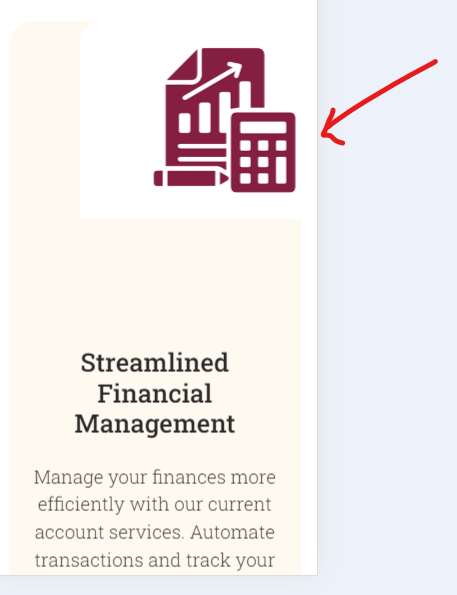 Streamlined
Financial
Management
Manage your finances more
efficiently with our current
account services. Automate
transactions and track your